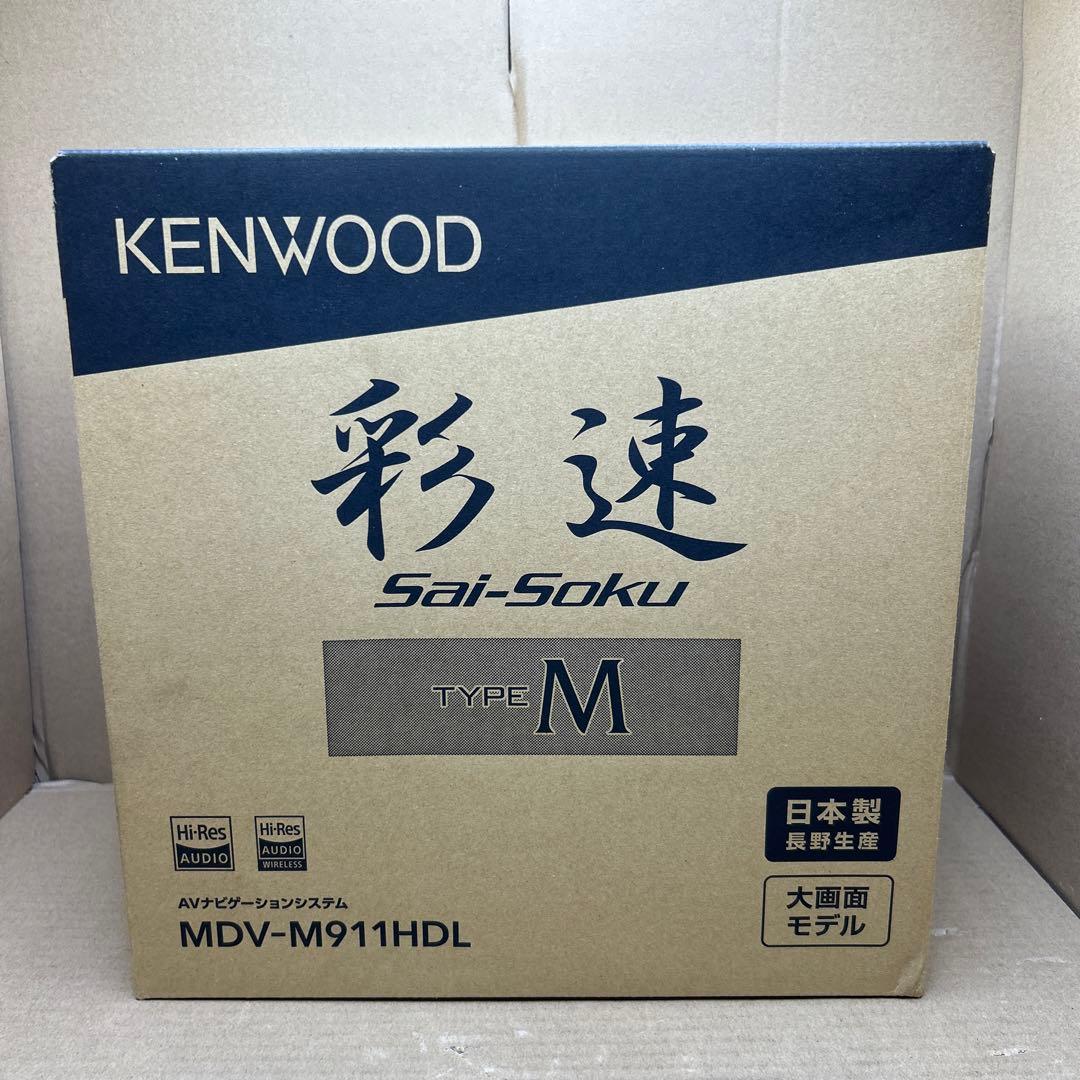 KENWOOD
彩速
Sai-Soku
TYPE M
Hi-Res
AUDIO
Hi-Res
AUDIO
WIRELESS
AVナビゲーションシステム
MDV-M911HDL
日本製
長野生産
大画面
モデル